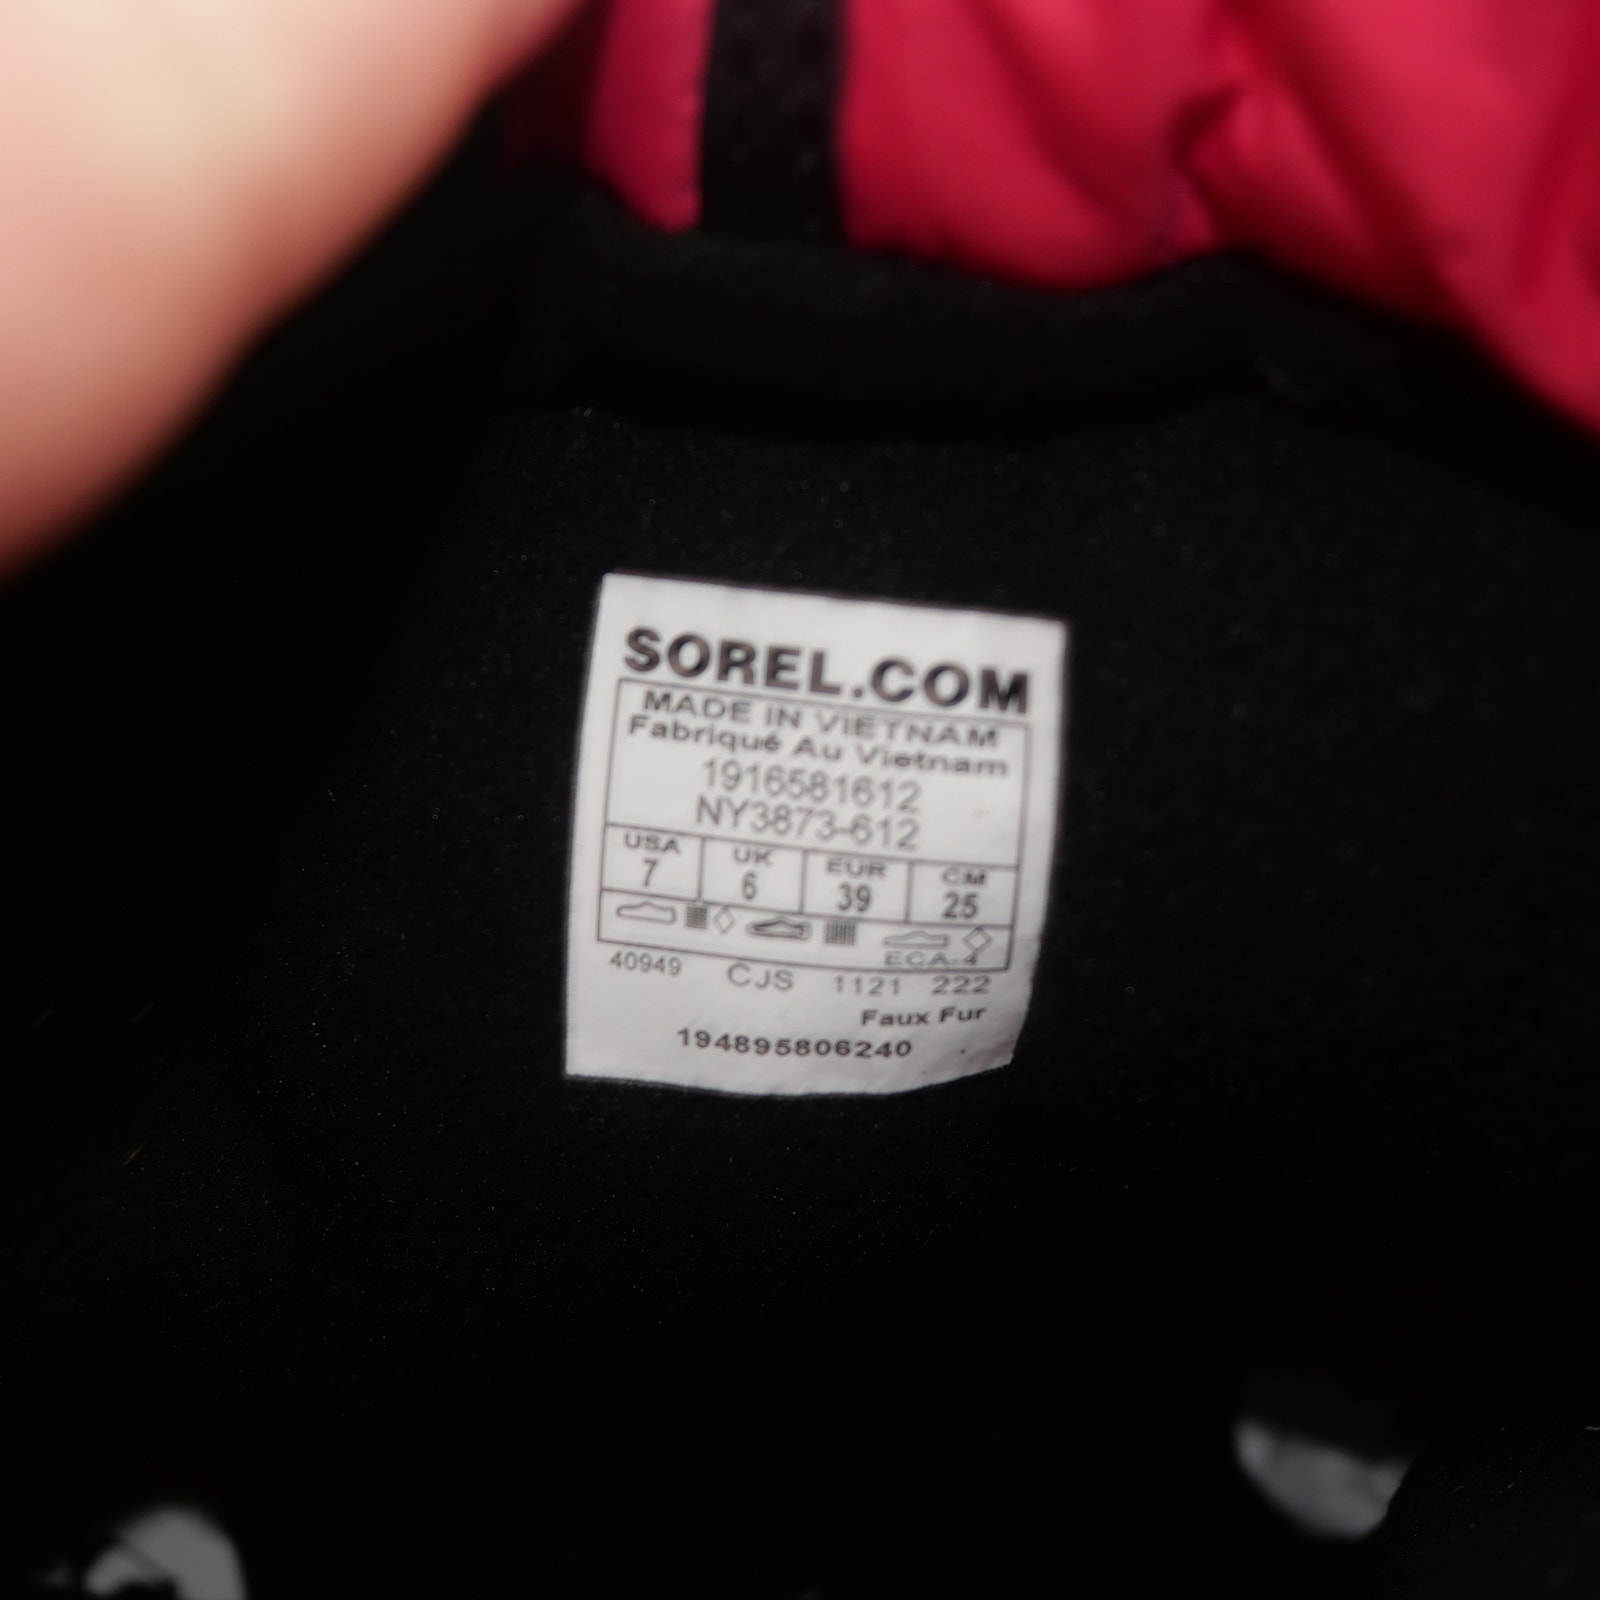 SOREL.COM
MADE IN VIETNAM
Fabriqué Au Vietnam
1916581612
NY3873-612
USA UK EUR CM
7 6 39 25
ECA-4
40949 CJS 1121 222
Faux Fur
194895806240